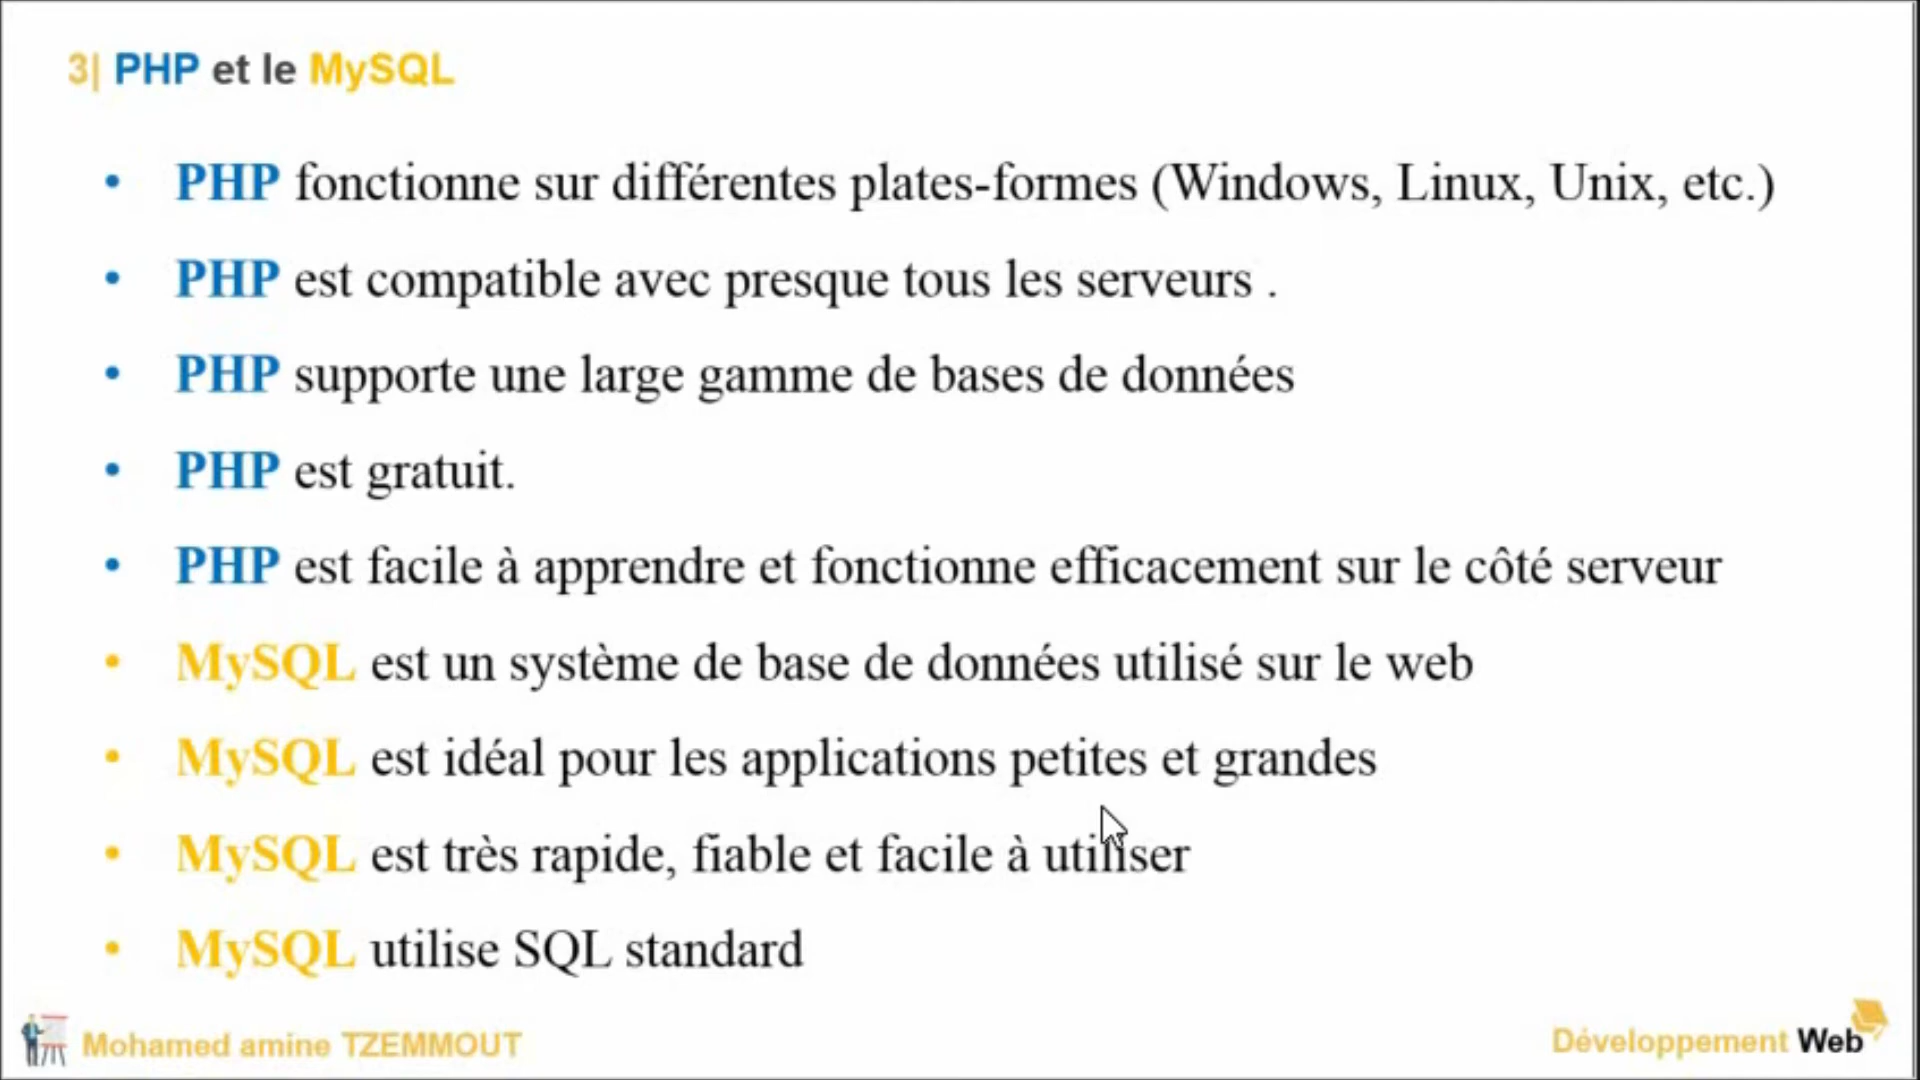 3| PHP et le MySQL
• PHP fonctionne sur différentes plates-formes (Windows, Linux, Unix, etc.)
• PHP est compatible avec presque tous les serveurs .
• PHP supporte une large gamme de bases de données
• PHP est gratuit.
• PHP est facile à apprendre et fonctionne efficacement sur le côté serveur
• MySQL est un système de base de données utilisé sur le web
• MySQL est idéal pour les applications petites et grandes
• MySQL est très rapide, fiable et facile à utiliser
• MySQL utilise SQL standard
Mohamed amine TZEMMOUT
Développement Web